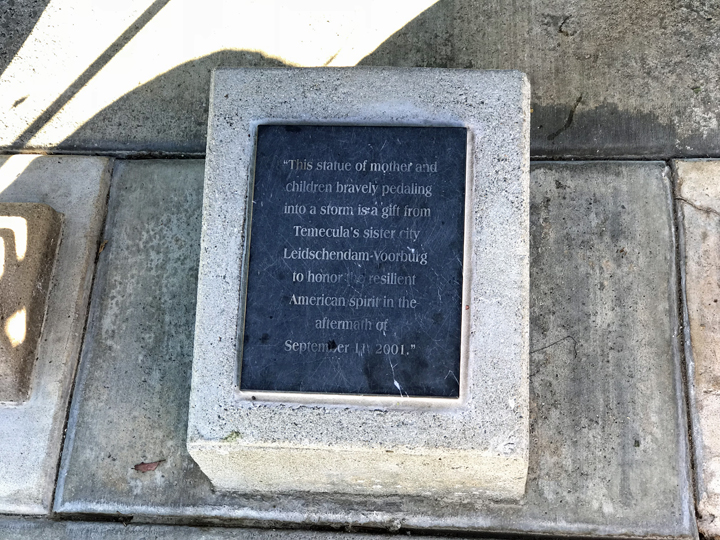 “This statue of mother and
children bravely pedaling
into a storm is a gift from
Temecula's sister city
Leidschendam-Voorburg
to honor the resilient
American spirit in the
aftermath of
September 11, 2001.”